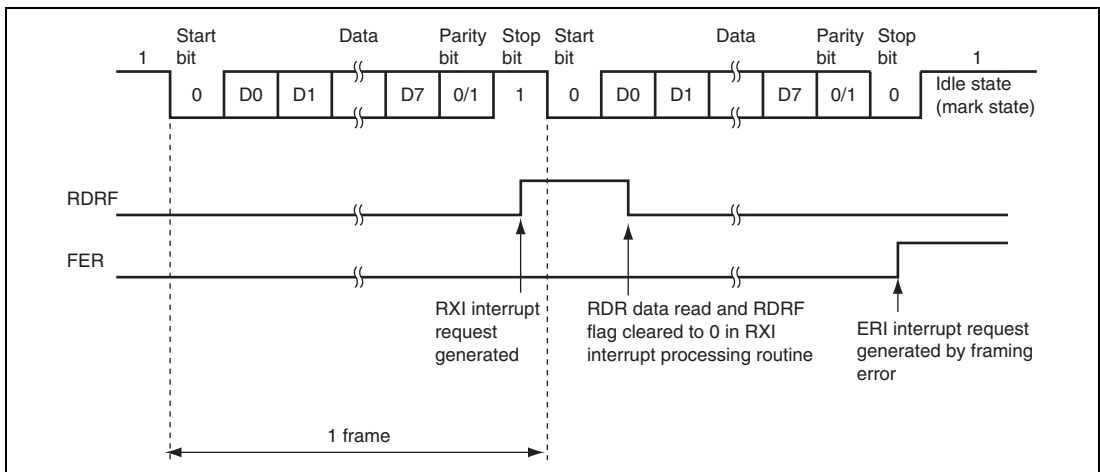 Start Data Parity Stop Start Data Parity Stop
1 bit bit bit bit bit bit 1
0 D0 D1 D7 0/1 1 0 D0 D1 D7 0/1 0 Idle state
(mark state)
RDRF
FER
RXI interrupt
request
generated
RDR data read and RDRF
flag cleared to 0 in RXI
interrupt processing routine
ERI interrupt request
generated by framing
error
1 frame